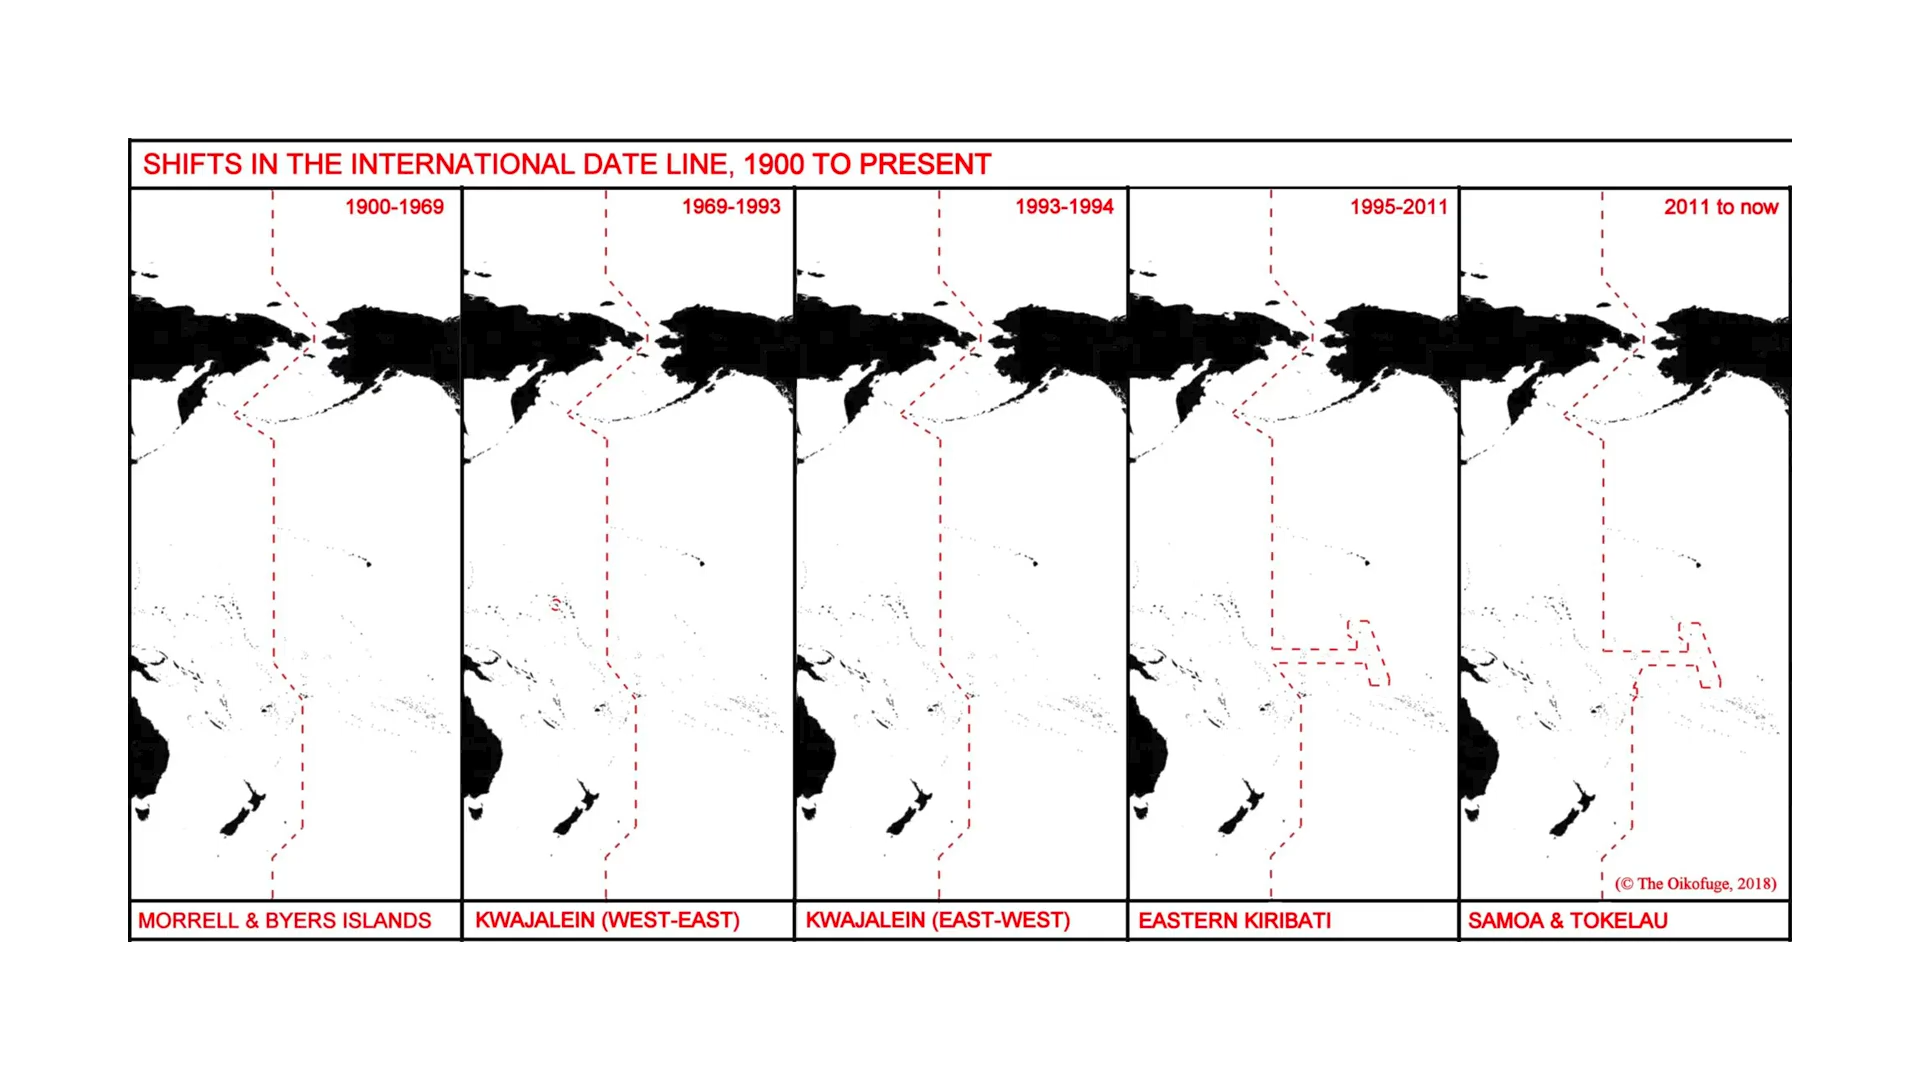 SHIFTS IN THE INTERNATIONAL DATE LINE, 1900 TO PRESENT
1900-1969
1969-1993
1993-1994
1995-2011
2011 to now
(© The Oikofuge, 2018)
MORRELL & BYERS ISLANDS
KWAJALEIN (WEST-EAST)
KWAJALEIN (EAST-WEST)
EASTERN KIRIBATI
SAMOA & TOKELAU